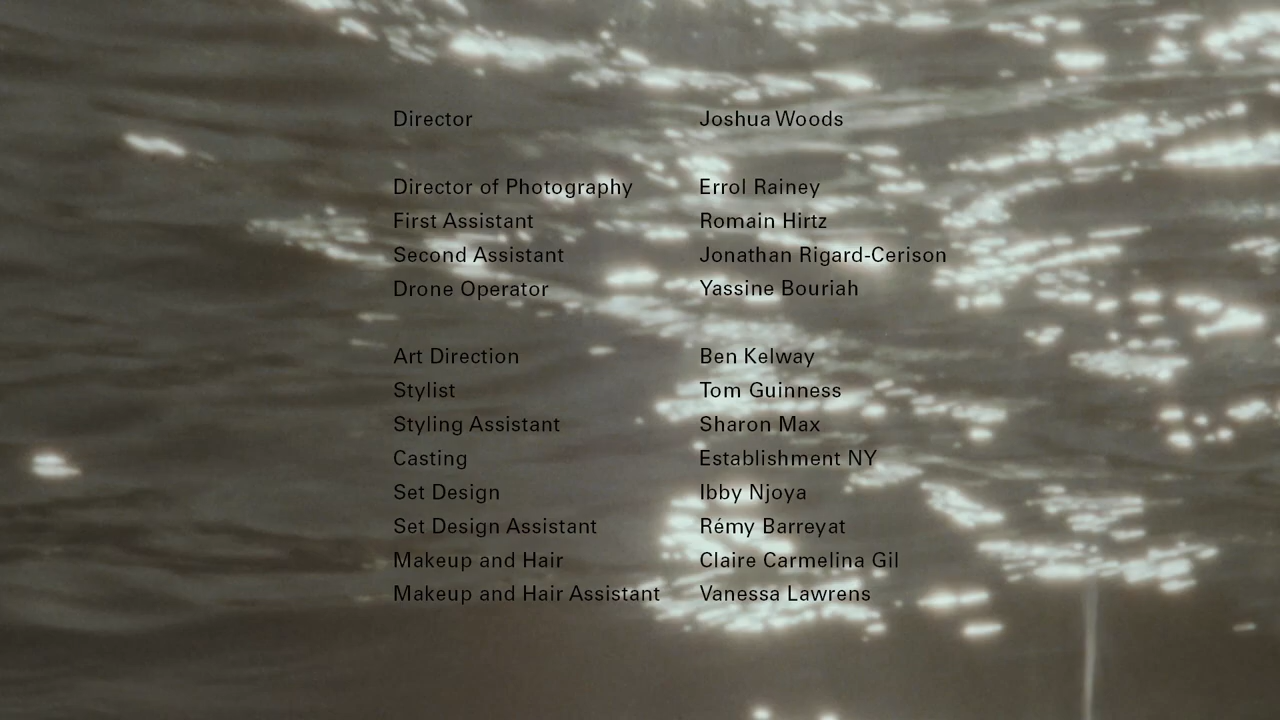 Director Joshua Woods
Director of Photography Errol Rainey
First Assistant Romain Hirtz
Second Assistant Jonathan Rigard-Cerison
Drone Operator Yassine Bouriah
Art Direction Ben Kelway
Stylist Tom Guinness
Styling Assistant Sharon Max
Casting Establishment NY
Set Design Ibby Njoya
Set Design Assistant Rémy Barreyat
Makeup and Hair Claire Carmelina Gil
Makeup and Hair Assistant Vanessa Lawrens